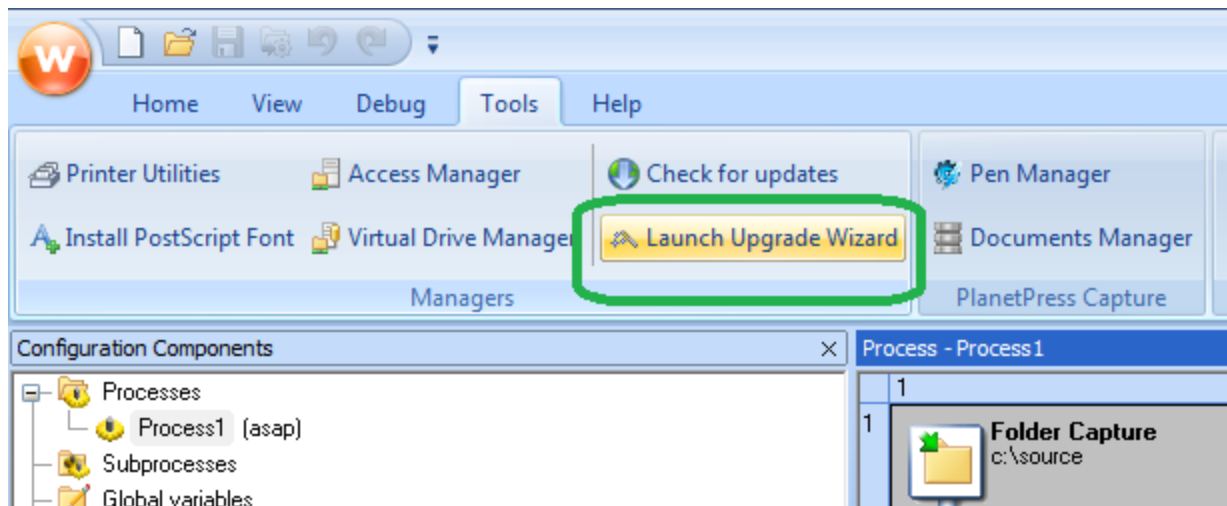 W
Home View Debug Tools Help
Printer Utilities Access Manager Check for updates Pen Manager
Install PostScript Font Virtual Drive Manager Launch Upgrade Wizard Documents Manager
Managers PlanetPress Capture
Configuration Components Process - Process1
Processes 1
Process1 (asap) 1 Folder Capture
c:\source
Subprocesses
Global variables